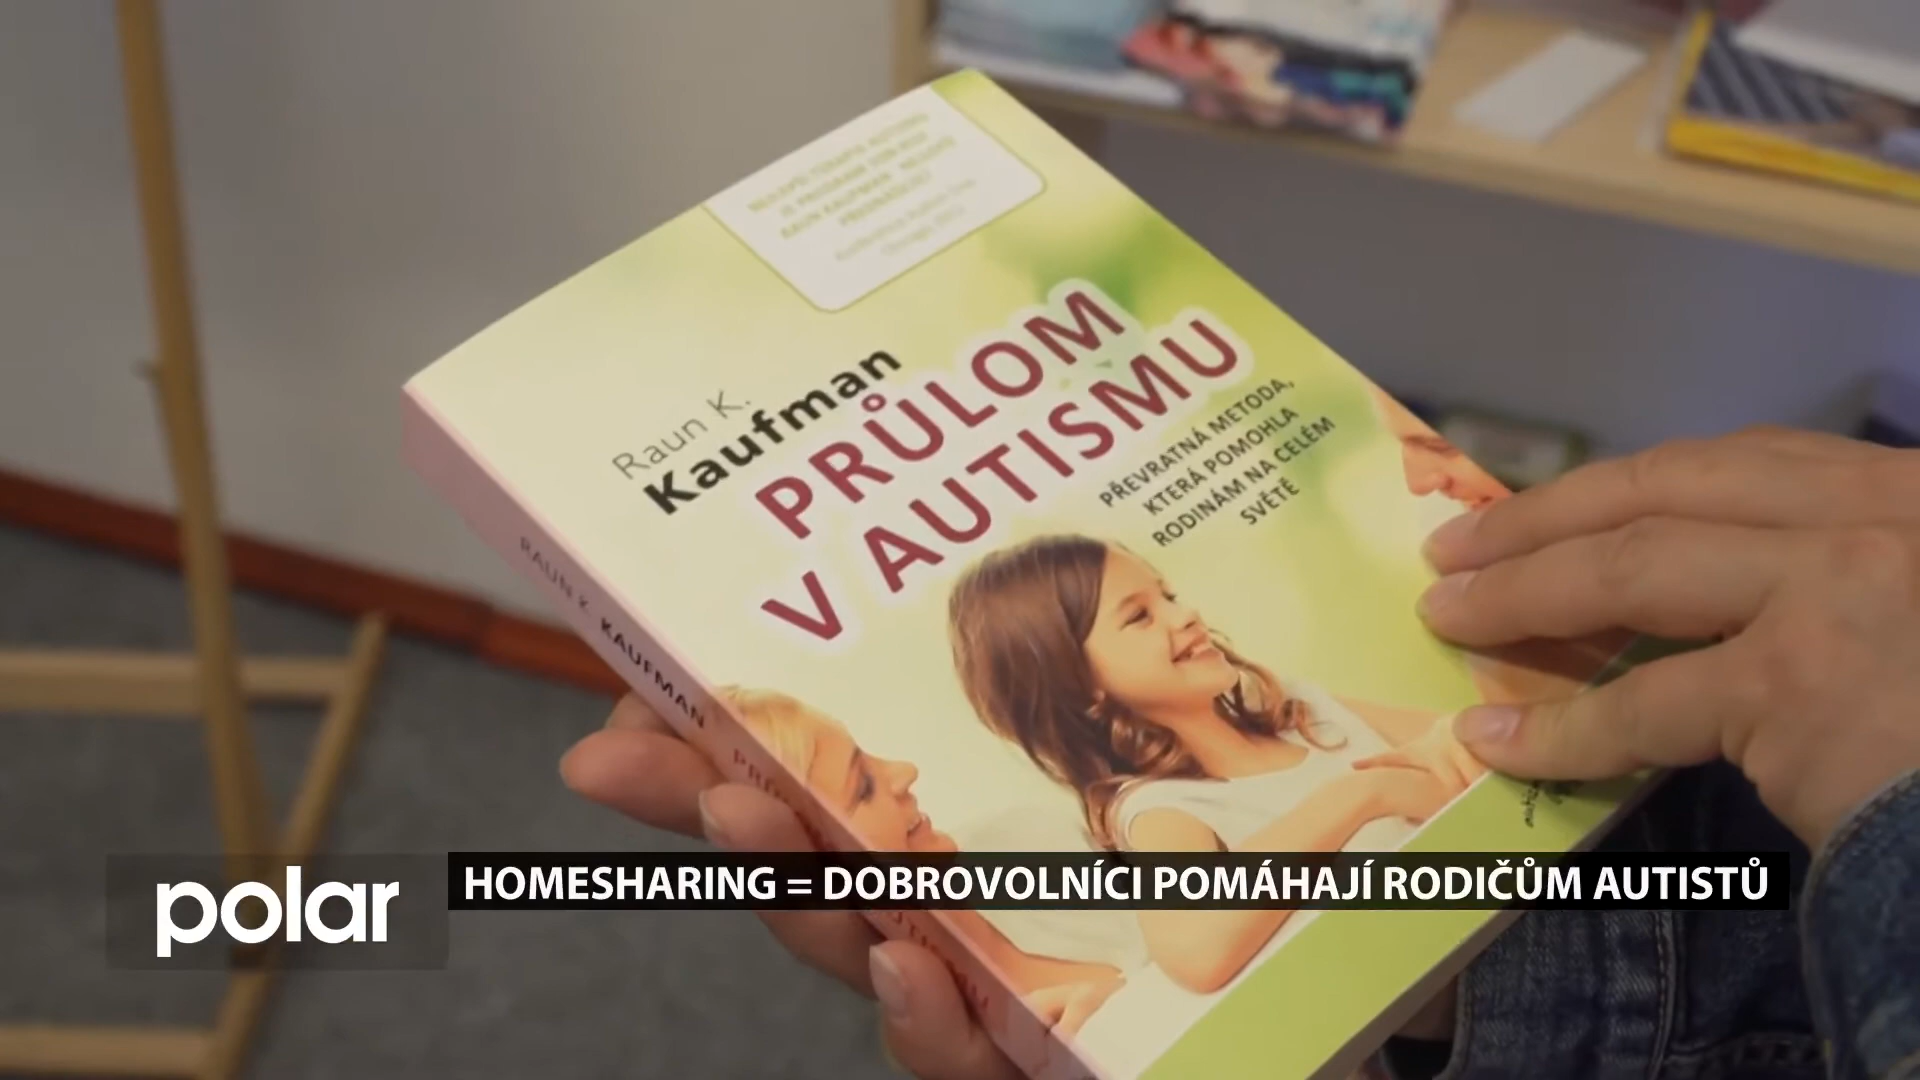 Raun K.
Kaufman
PRŮLOM
V AUTISMU
PŘEVRATNÁ METODA,
KTERÁ POMOHLA
RODINÁM NA CELÉM
SVĚTĚ
RAUN K. KAUFMAN
polar
HOMESHARING = DOBROVOLNÍCI POMÁHAJÍ RODIČŮM AUTISTŮ